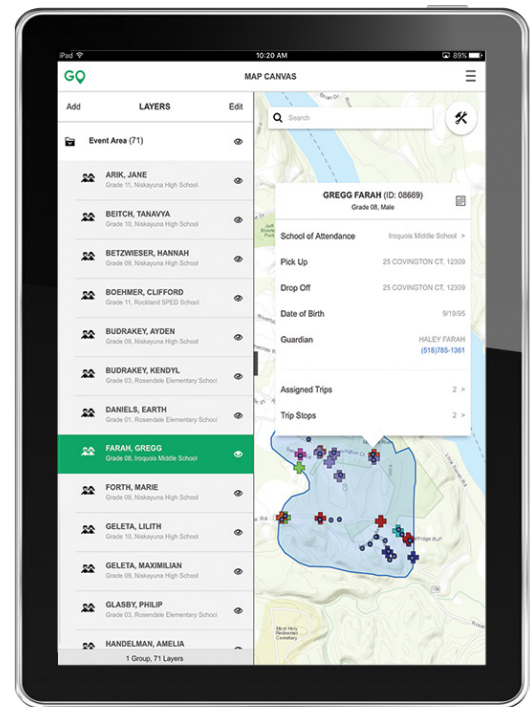 iPad
10:20 AM
89%
GO
MAP CANVAS
Add
LAYERS
Edit
Event Area (71)
ARIK, JANE
Grade 11, Niskayuna High School
BEITCH, TANAVYA
Grade 10, Niskayuna High School
BETZWIESER, HANNAH
Grade 09, Niskayuna High School
BOEHMER, CLIFFORD
Grade 11, Rockland SPED School
BUDRAKEY, AYDEN
Grade 09, Niskayuna High School
BUDRAKEY, KENDYL
Grade 03, Rosendale Elementary School
DANIELS, EARTH
Grade 01, Rosendale Elementary School
FARAH, GREGG
Grade 08, Iroquois Middle School
FORTH, MARIE
Grade 09, Niskayuna High School
GELETA, LILITH
Grade 10, Niskayuna High School
GELETA, MAXIMILIAN
Grade 09, Niskayuna High School
GLASBY, PHILIP
Grade 03, Rosendale Elementary School
HANDELMAN, AMELIA
1 Group, 71 Layers
Search
GREGG FARAH (ID: 08669)
Grade 08, Male
School of Attendance
Iroquois Middle School >
Pick Up
25 COVINGTON CT, 12309
Drop Off
25 COVINGTON CT, 12309
Date of Birth
9/19/95
Guardian
HALEY FARAH
(518)785-1361
Assigned Trips
2 >
Trip Stops
2 >
Most Holy
Redeemer
Cemetery